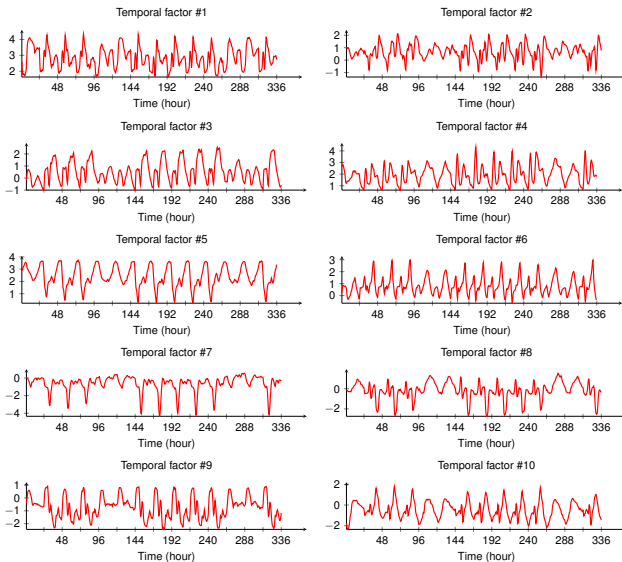 Temporal factor #1
4
3
2
48 96 144 192 240 288 336
Time (hour)
Temporal factor #2
2
1
0
−1
48 96 144 192 240 288 336
Time (hour)
Temporal factor #3
2
1
0
−1
48 96 144 192 240 288 336
Time (hour)
Temporal factor #4
4
3
2
1
48 96 144 192 240 288 336
Time (hour)
Temporal factor #5
4
3
2
1
48 96 144 192 240 288 336
Time (hour)
Temporal factor #6
3
2
1
0
48 96 144 192 240 288 336
Time (hour)
Temporal factor #7
0
−2
−4
48 96 144 192 240 288 336
Time (hour)
Temporal factor #8
0
−2
48 96 144 192 240 288 336
Time (hour)
Temporal factor #9
1
0
−1
−2
48 96 144 192 240 288 336
Time (hour)
Temporal factor #10
2
0
−2
48 96 144 192 240 288 336
Time (hour)